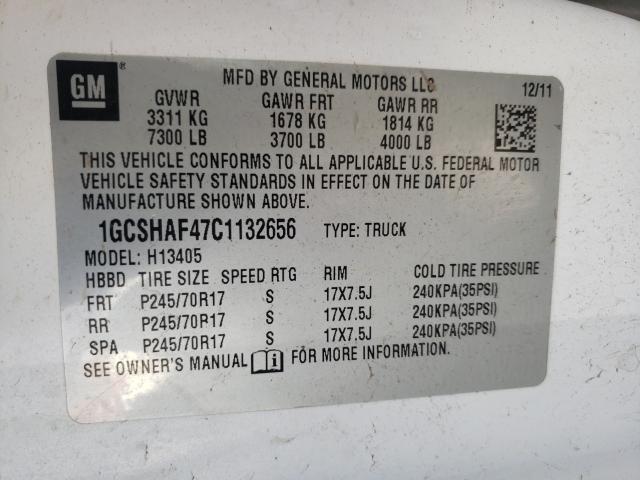 GM ®
MFD BY GENERAL MOTORS LLC 12/11
GVWR GAWR FRT GAWR RR
3311 KG 1678 KG 1814 KG
7300 LB 3700 LB 4000 LB
THIS VEHICLE CONFORMS TO ALL APPLICABLE U.S. FEDERAL MOTOR
VEHICLE SAFETY STANDARDS IN EFFECT ON THE DATE OF
MANUFACTURE SHOWN ABOVE.
1GCSHAF47C1132656 TYPE: TRUCK
MODEL: H13405
HBBD TIRE SIZE SPEED RTG RIM COLD TIRE PRESSURE
FRT P245/70R17 S 17X7.5J 240KPA(35PSI)
RR P245/70R17 S 17X7.5J 240KPA(35PSI)
SPA P245/70R17 S 17X7.5J 240KPA(35PSI)
SEE OWNER'S MANUAL i FOR MORE INFORMATION.